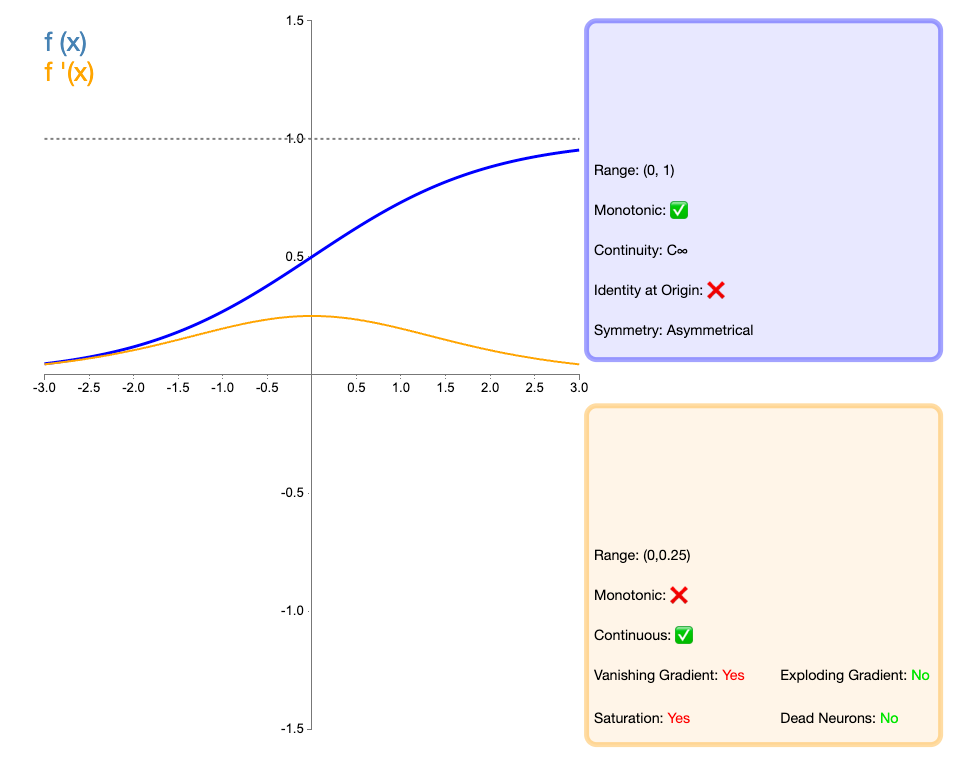 f (x)
f '(x)
1.5
1.0
0.5
-3.0 -2.5 -2.0 -1.5 -1.0 -0.5 0.5 1.0 1.5 2.0 2.5 3.0
-0.5
-1.0
-1.5
Range: (0, 1)
Monotonic: ✅
Continuity: C∞
Identity at Origin: ❌
Symmetry: Asymmetrical
Range: (0,0.25)
Monotonic: ❌
Continuous: ✅
Vanishing Gradient: Yes Exploding Gradient: No
Saturation: Yes Dead Neurons: No